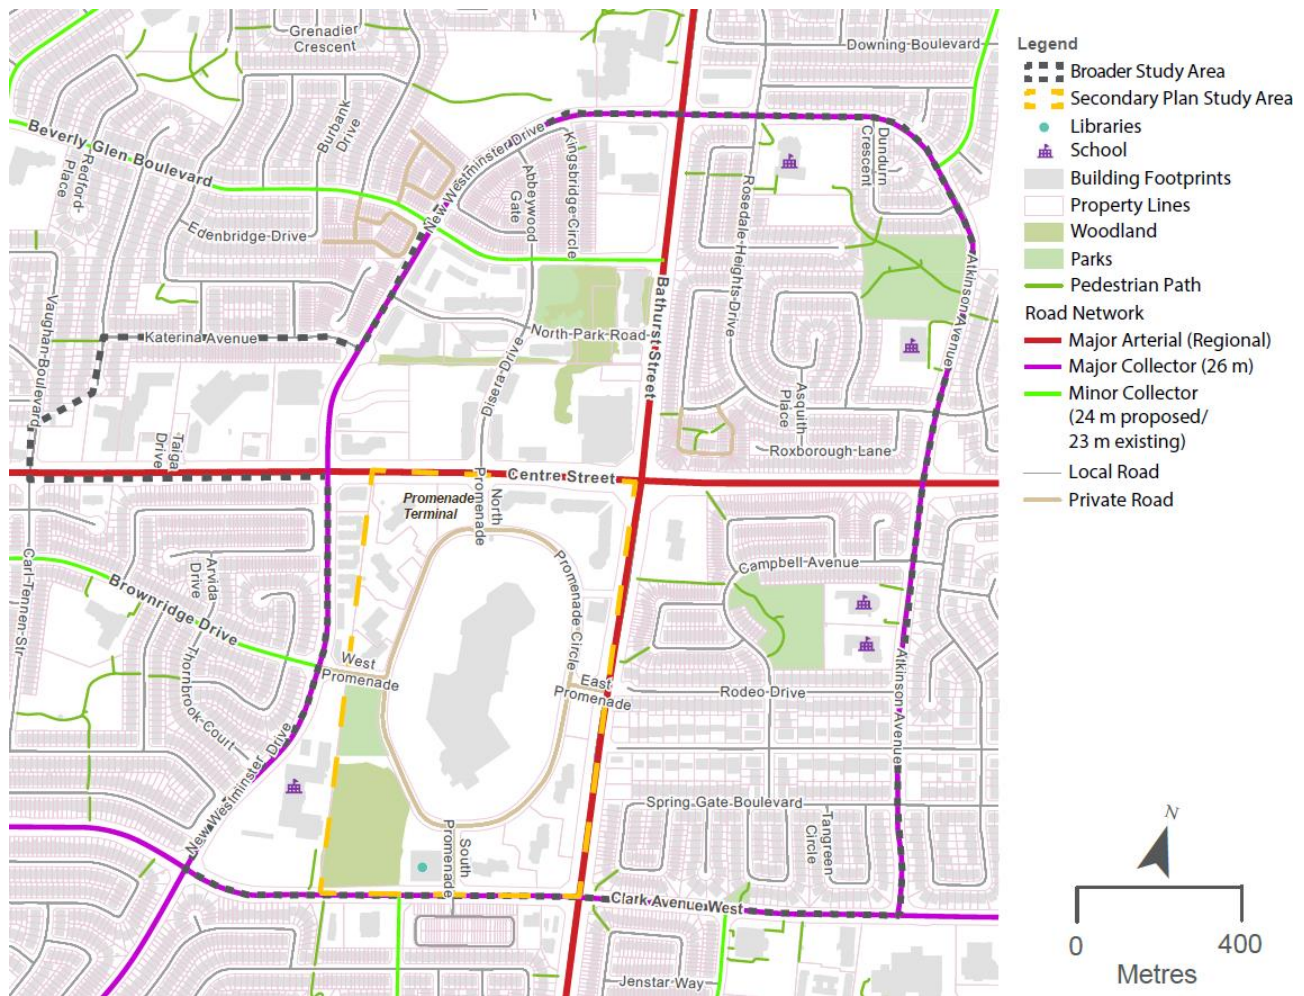 Grenadier
Crescent
Downing Boulevard
Burbank
Drive
Beverly Glen Boulevard
Redford
Place
New Westminster Drive
Abbeywood
Gate
Kingsbridge Circle
Rosedale Heights Drive
Dundurn
Crescent
Edenbridge Drive
Vaughan Boulevard
Katerina Avenue
North Park Road
Bathurst Street
Atkinson Avenue
Disera Drive
Asquith
Place
Roxborough Lane
Taiga
Drive
Centre Street
Promenade
Terminal
North
Promenade
Promenade Circle
Carl Tennen Str
Arvida
Drive
Brownridge Drive
Thornbrook Court
Campbell Avenue
West
Promenade
East
Promenade
Rodeo Drive
Atkinson Avenue
New Westminster Drive
Spring Gate Boulevard
Tangreen
Circle
South
Promenade
Clark Avenue West
Jenstar Way
Legend
Broader Study Area
Secondary Plan Study Area
Libraries
School
Building Footprints
Property Lines
Woodland
Parks
Pedestrian Path
Road Network
Major Arterial (Regional)
Major Collector (26 m)
Minor Collector
(24 m proposed/
23 m existing)
Local Road
Private Road
N
0 400
Metres